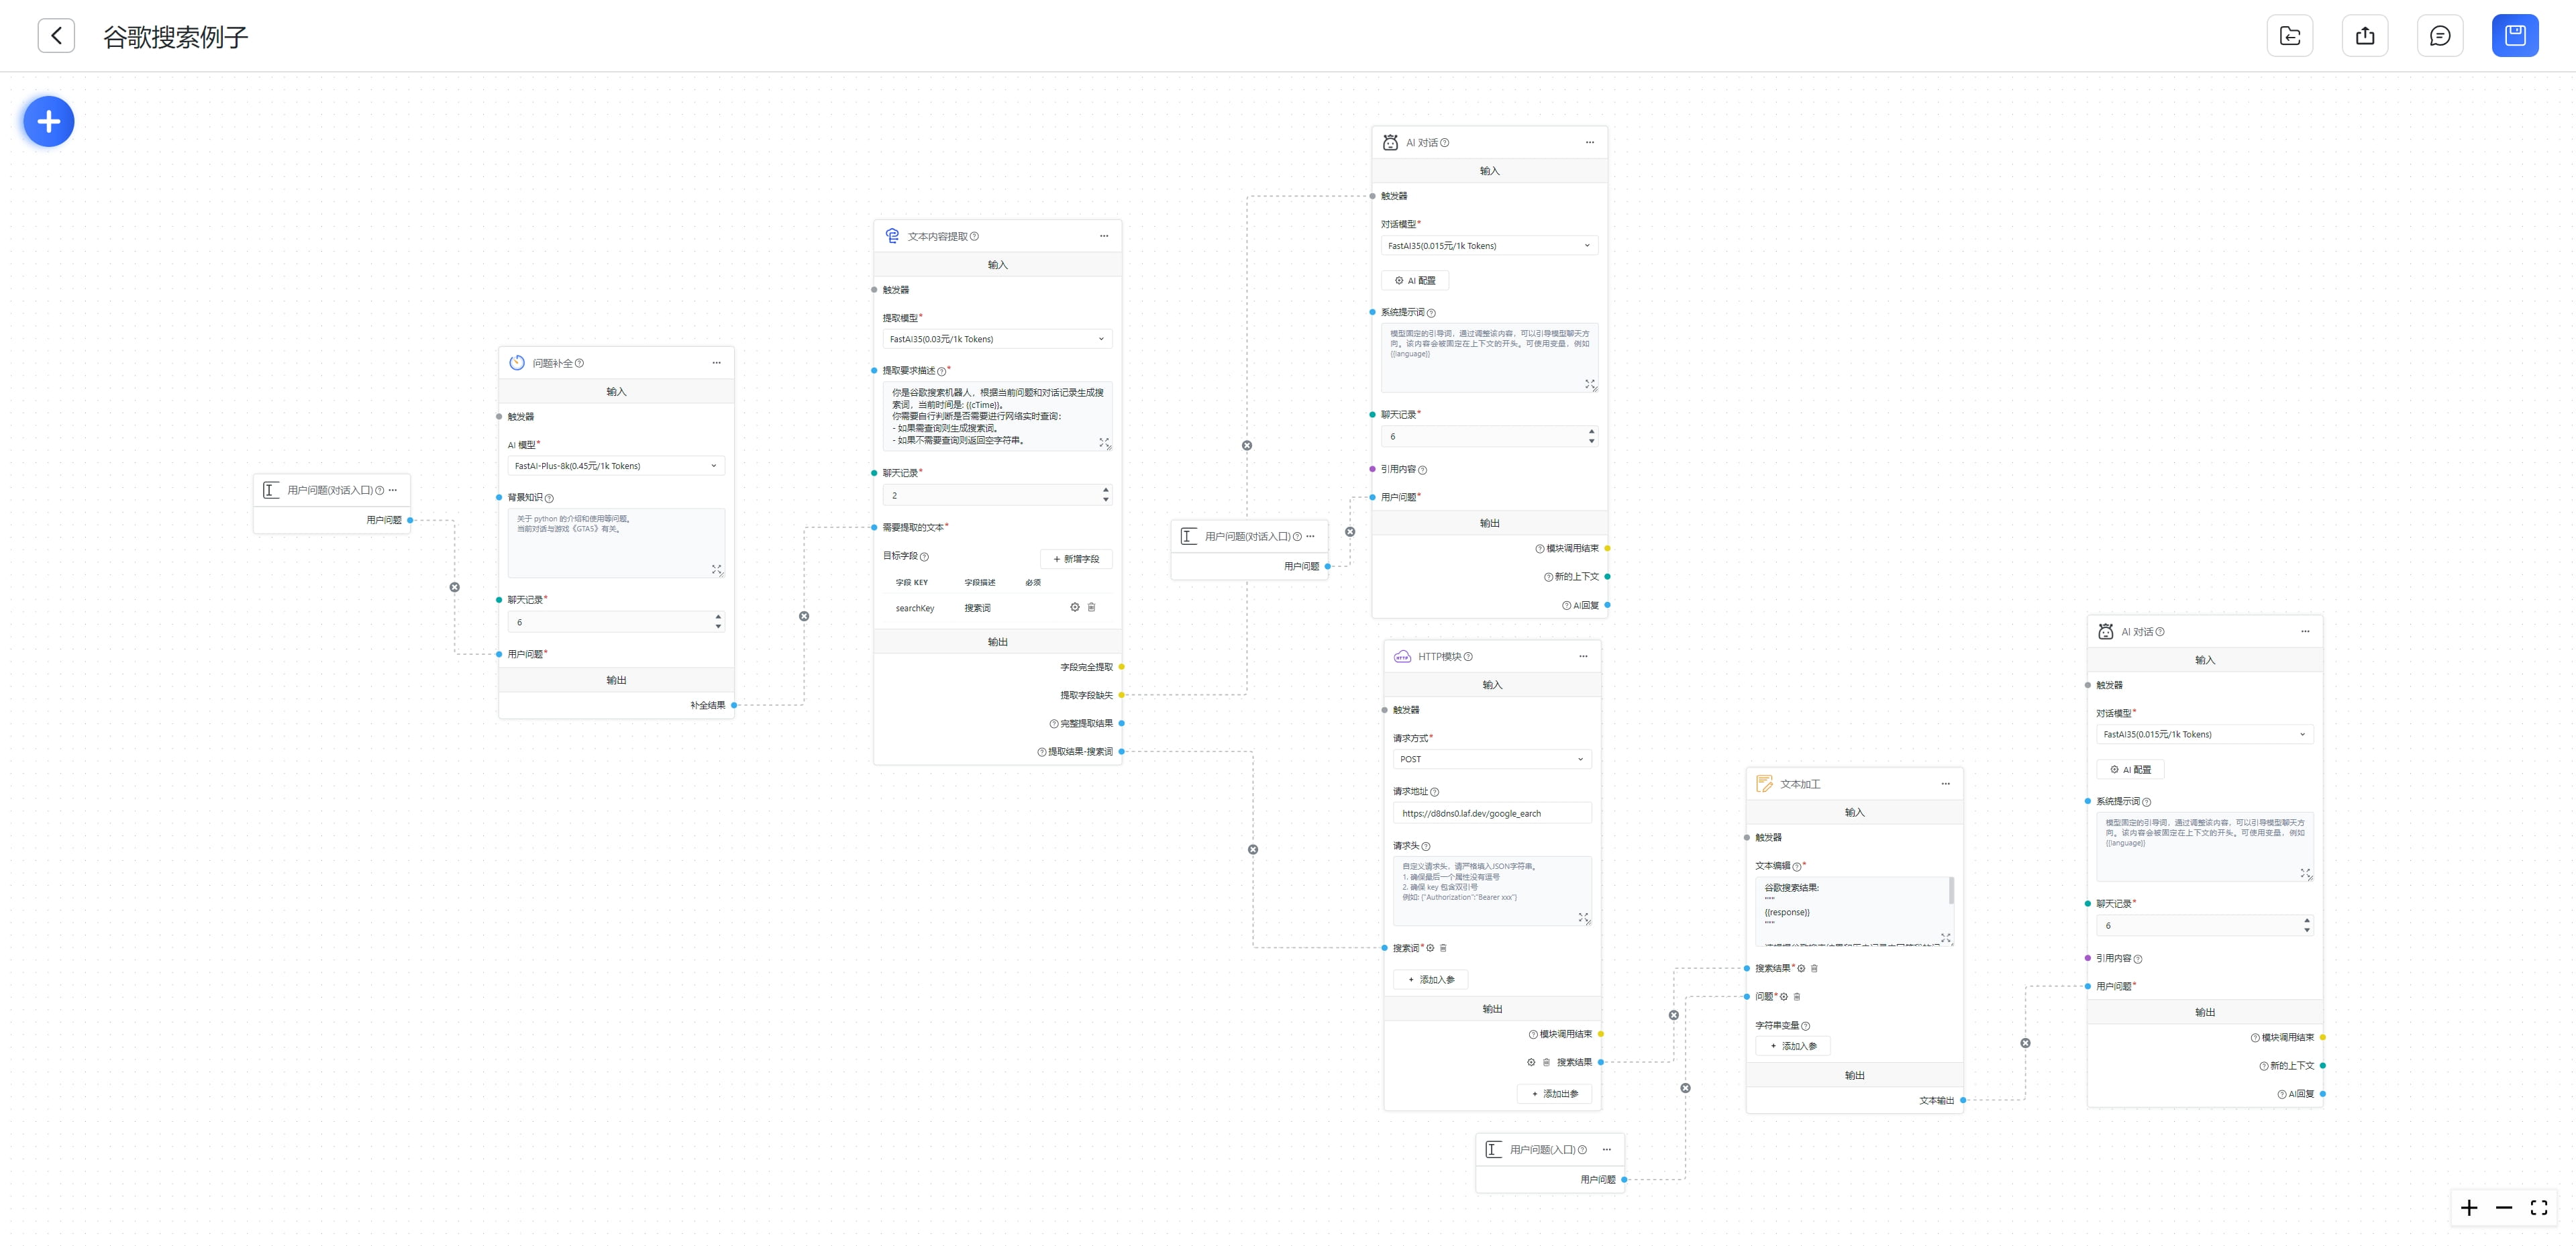 谷歌搜索例子
用户问题(对话入口)
用户问题
问题补全
输入
触发器
AI 模型*
FastAI-Plus-8k(0.45元/1k Tokens)
背景知识
关于 python 的介绍和使用等问题。
当前对话与游戏《GTA5》有关。
聊天记录*
6
用户问题*
输出
补全结果
文本内容提取
输入
触发器
提取模型*
FastAI35(0.03元/1k Tokens)
提取要求描述*
你是谷歌搜索机器人，根据当前问题和对话记录生成搜
索词，当前时间是: {{cTime}}。
你需要自行判断是否需要进行网络实时查询:
- 如果需查询则生成搜索词。
- 如果不需要查询则返回空字符串。
聊天记录*
2
需要提取的文本*
目标字段
+ 新增字段
字段 KEY 字段描述 必须
searchKey 搜索词
输出
字段完全提取
提取字段缺失
完整提取结果
提取结果-搜索词
用户问题(对话入口)
用户问题
AI 对话
输入
触发器
对话模型*
FastAI35(0.015元/1k Tokens)
AI 配置
系统提示词
模型固定的引导词，通过调整该内容，可以引导模型聊天方
向。该内容会被固定在上下文的开头。可使用变量，例如
{{language}}
聊天记录*
6
引用内容
用户问题*
输出
模块调用结束
新的上下文
AI回复
HTTP模块
输入
触发器
请求方式*
POST
请求地址
https://d8dns0.laf.dev/google_earch
请求头
自定义请求头，请严格填入JSON字符串。
1. 确保最后一个属性没有逗号
2. 确保 key 包含双引号
例如: {"Authorization":"Bearer xxx"}
搜索词*
+ 添加入参
输出
模块调用结束
搜索结果
+ 添加出参
用户问题(入口)
用户问题
文本加工
输入
触发器
文本编辑*
谷歌搜索结果:
"""
{{response}}
"""
搜索结果*
问题*
字符串变量
+ 添加入参
输出
文本输出
AI 对话
输入
触发器
对话模型*
FastAI35(0.015元/1k Tokens)
AI 配置
系统提示词
模型固定的引导词，通过调整该内容，可以引导模型聊天方
向。该内容会被固定在上下文的开头。可使用变量，例如
{{language}}
聊天记录*
6
引用内容
用户问题*
输出
模块调用结束
新的上下文
AI回复